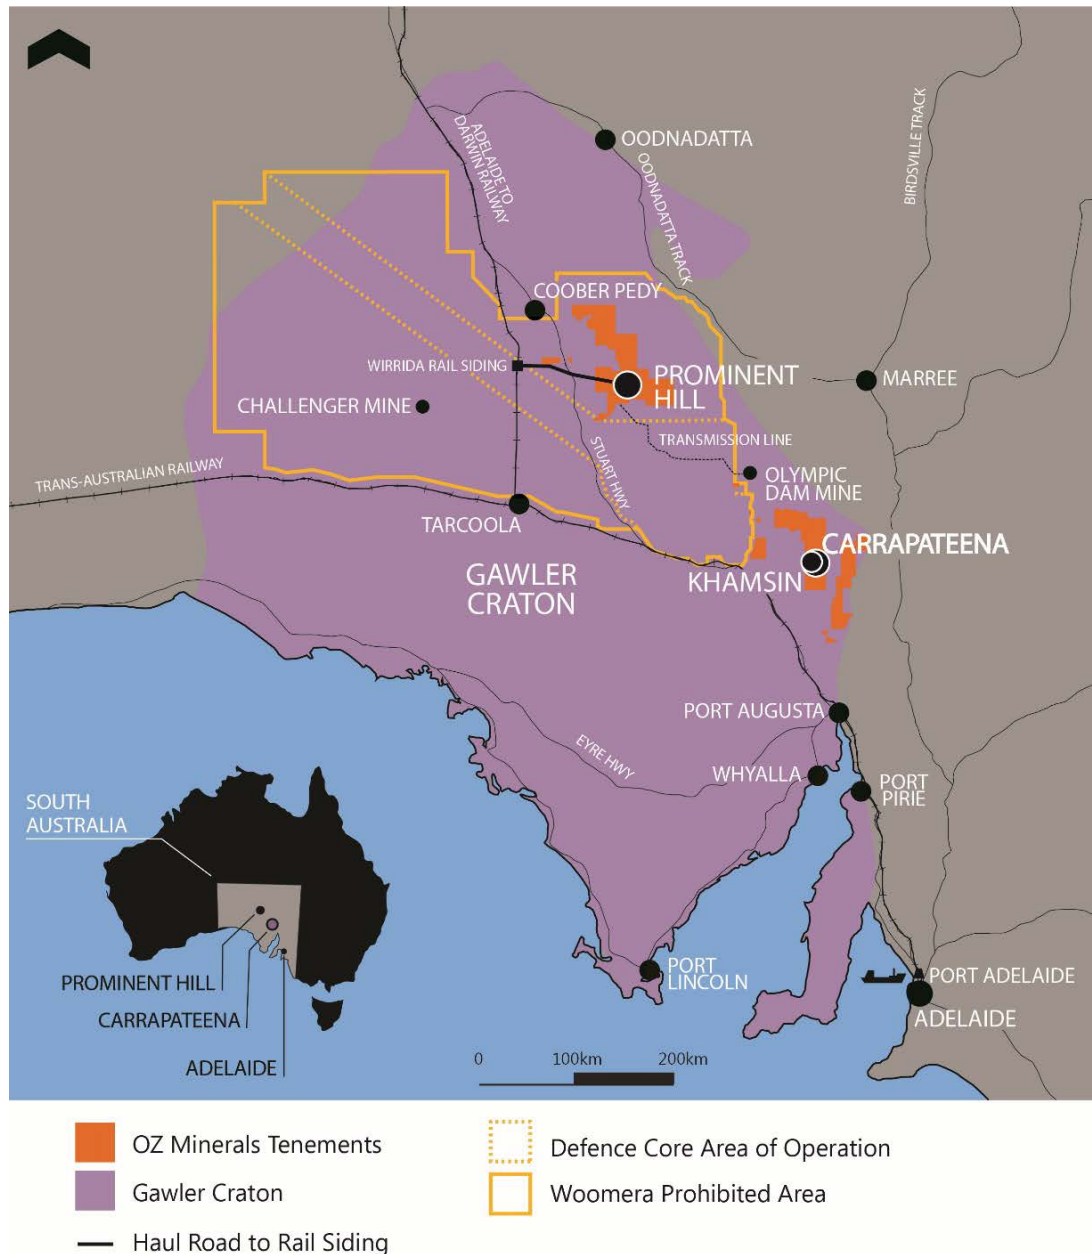 OODNADATTA
ADELAIDE TO
DARWIN RAILWAY
OODNADATTA TRACK
BIRDSVILLE TRACK
COOBER PEDY
WIRRIDA RAIL SIDING
PROMINENT
HILL
MARREE
CHALLENGER MINE
STUART HWY
TRANSMISSION LINE
TRANS-AUSTRALIAN RAILWAY
OLYMPIC
DAM MINE
TARCOOLA
CARRAPATEENA
KHAMSIN
GAWLER
CRATON
PORT AUGUSTA
EYRE HWY
WHYALLA
PORT
PIRIE
SOUTH
AUSTRALIA
PORT
LINCOLN
PORT ADELAIDE
ADELAIDE
PROMINENT HILL
CARRAPATEENA
ADELAIDE
0 100km 200km
OZ Minerals Tenements
Defence Core Area of Operation
Gawler Craton
Woomera Prohibited Area
Haul Road to Rail Siding